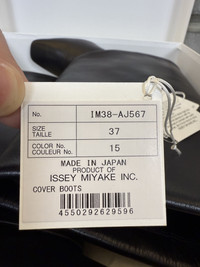 No. IM38-AJ567
SIZE
TAILLE 37
COLOR No.
COULEUR No. 15
MADE IN JAPAN
PRODUCT OF
ISSEY MIYAKE INC.
COVER BOOTS
4550292629596